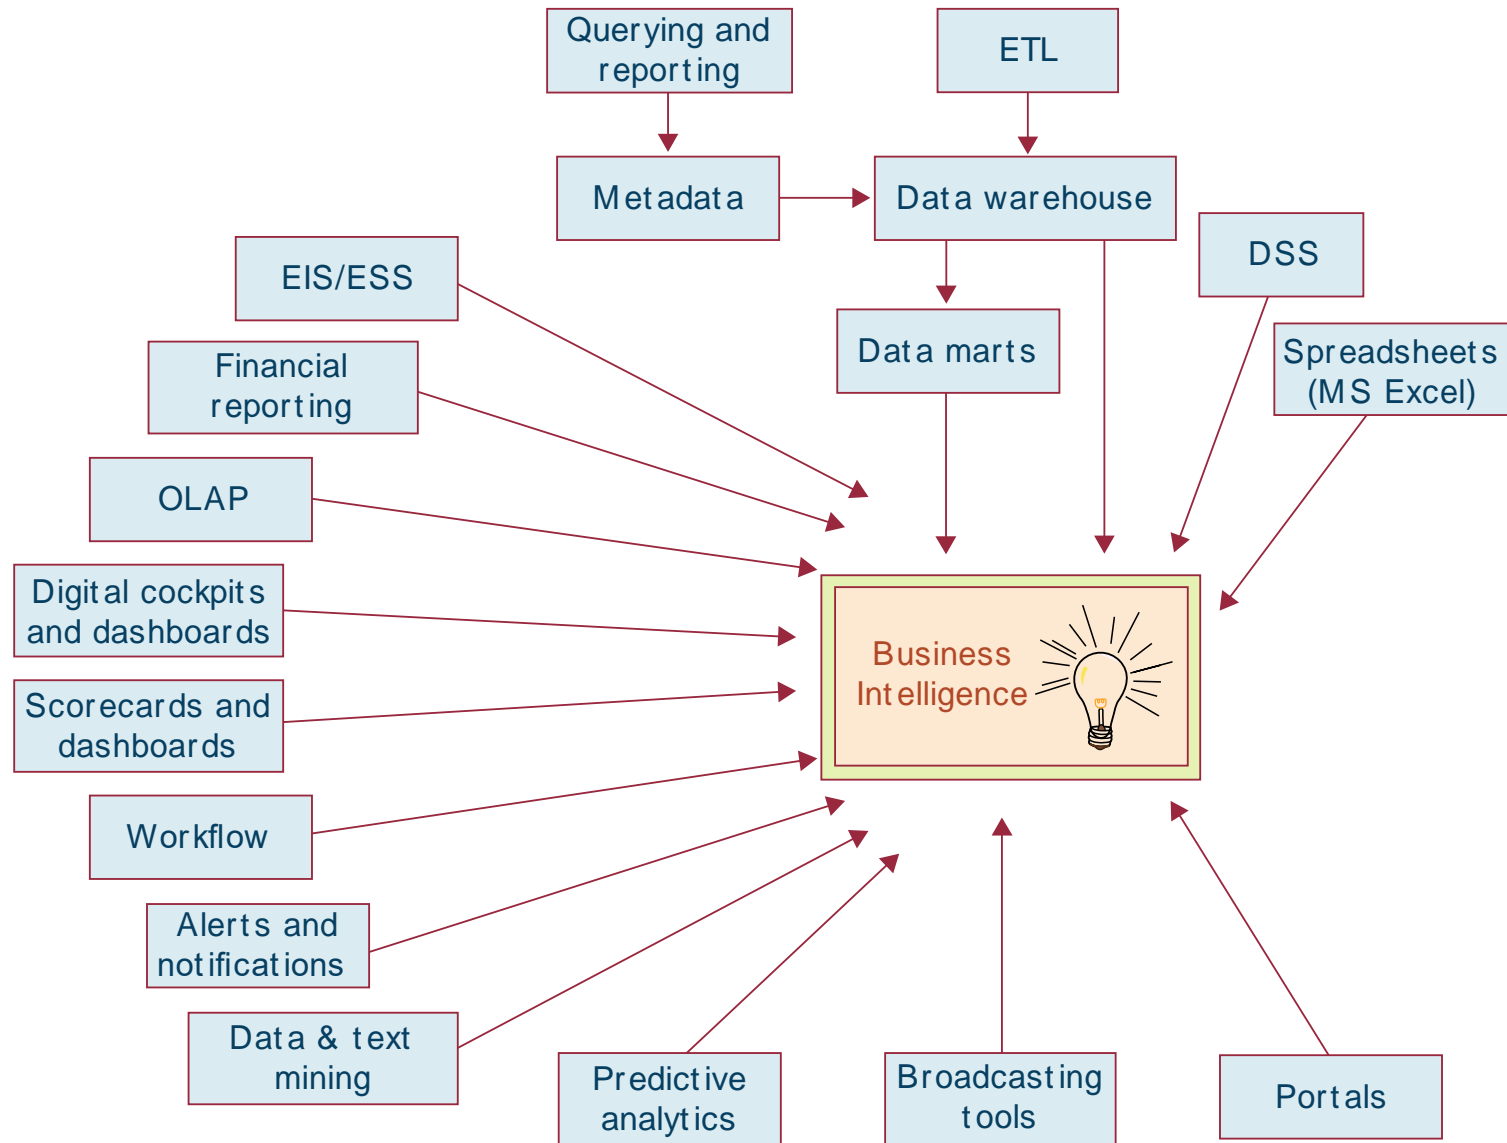 Querying and
reporting
ETL
Metadata
Data warehouse
DSS
EIS/ESS
Data marts
Spreadsheets
(MS Excel)
Financial
reporting
OLAP
Digital cockpits
and dashboards
Business
Intelligence
Scorecards and
dashboards
Workflow
Alerts and
notifications
Data & text
mining
Predictive
analytics
Broadcasting
tools
Portals